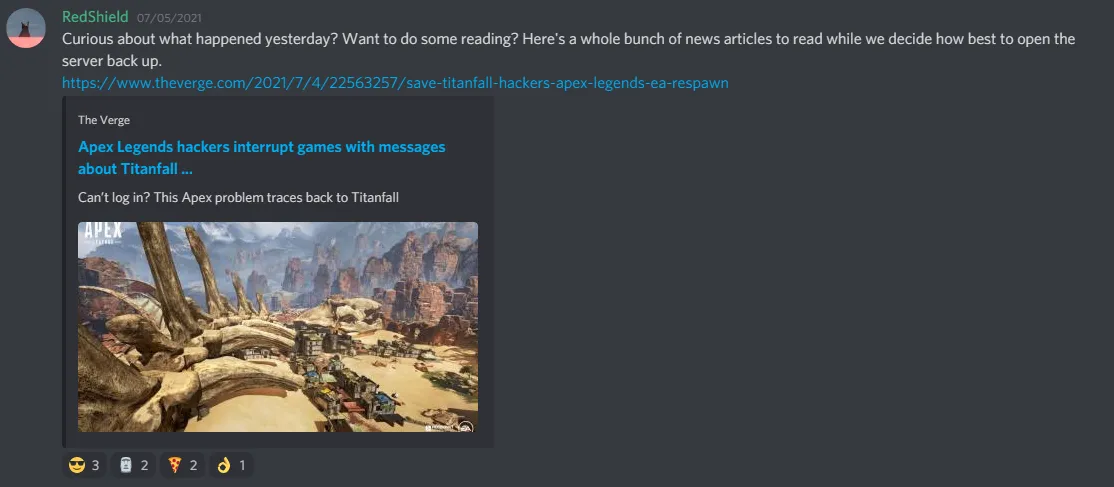 RedShield 07/05/2021
Curious about what happened yesterday? Want to do some reading? Here's a whole bunch of news articles to read while we decide how best to open the
server back up.
https://www.theverge.com/2021/7/4/22563257/save-titanfall-hackers-apex-legends-ea-respawn
The Verge
Apex Legends hackers interrupt games with messages
about Titanfall ...
Can't log in? This Apex problem traces back to Titanfall
APEX
LEGENDS
EA
3 2 2 1